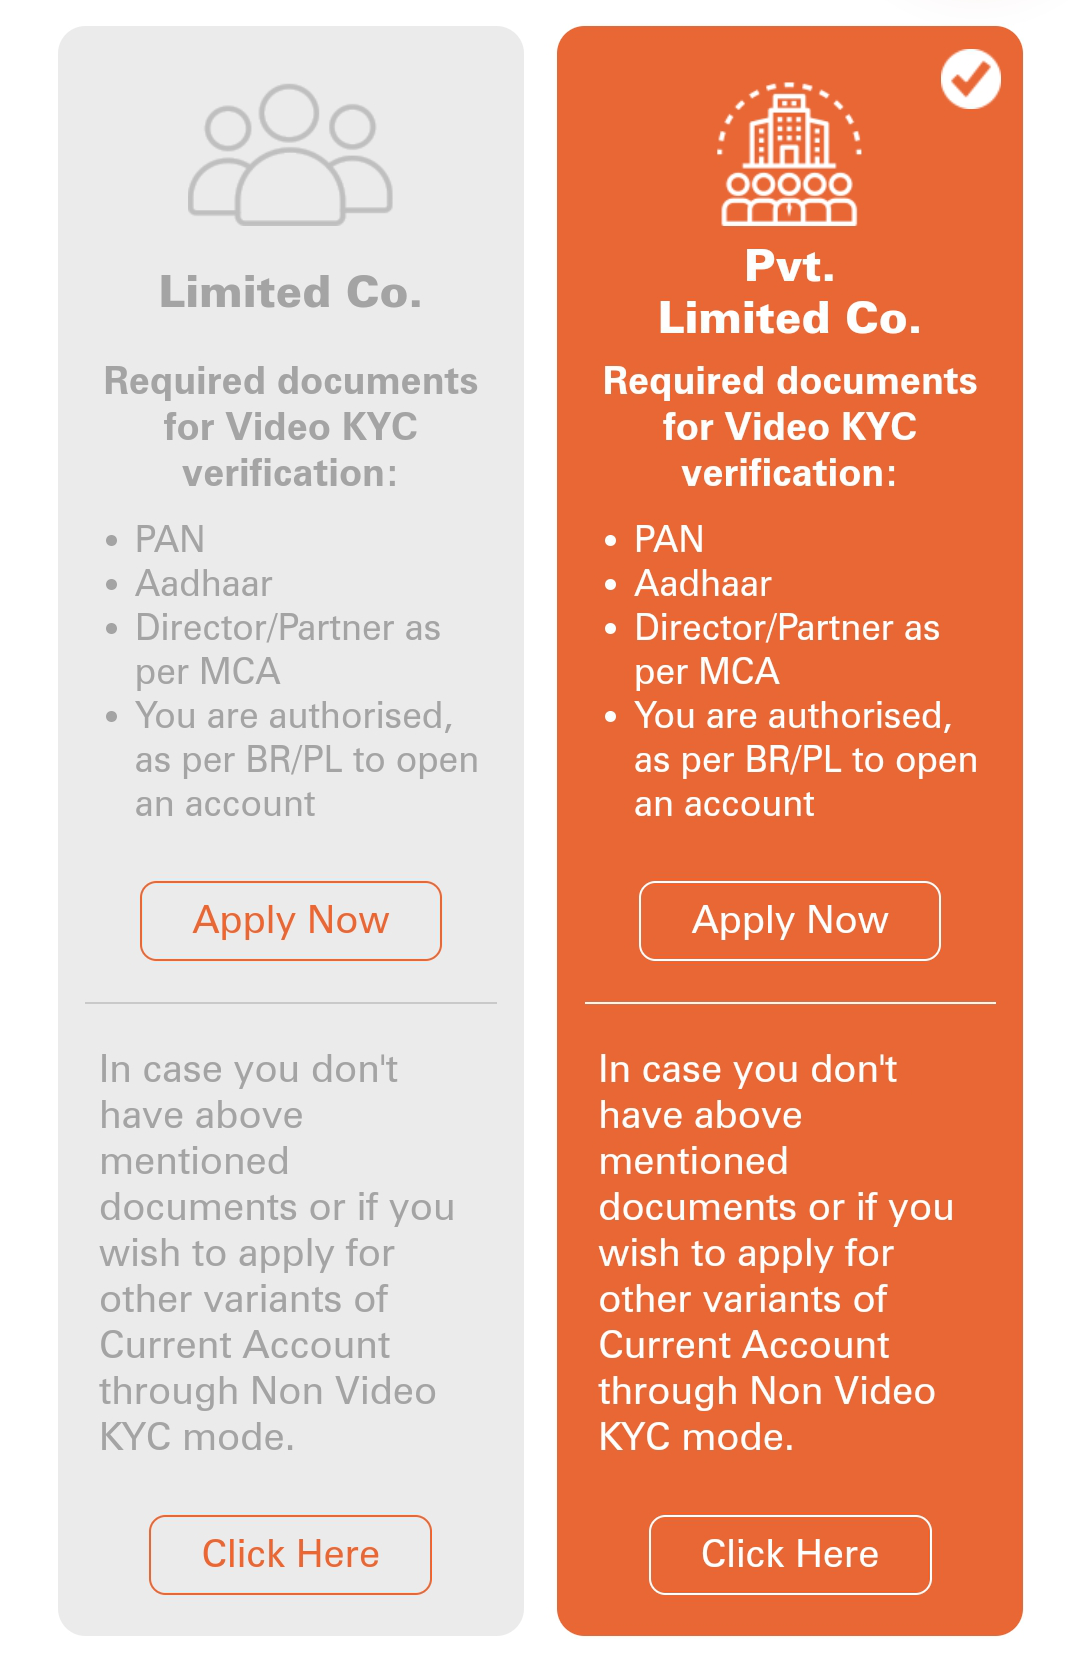 Limited Co.
Required documents
for Video KYC
verification:
• PAN
• Aadhaar
• Director/Partner as
per MCA
• You are authorised,
as per BR/PL to open
an account
Apply Now
In case you don't
have above
mentioned
documents or if you
wish to apply for
other variants of
Current Account
through Non Video
KYC mode.
Click Here
Pvt.
Limited Co.
Required documents
for Video KYC
verification:
• PAN
• Aadhaar
• Director/Partner as
per MCA
• You are authorised,
as per BR/PL to open
an account
Apply Now
In case you don't
have above
mentioned
documents or if you
wish to apply for
other variants of
Current Account
through Non Video
KYC mode.
Click Here